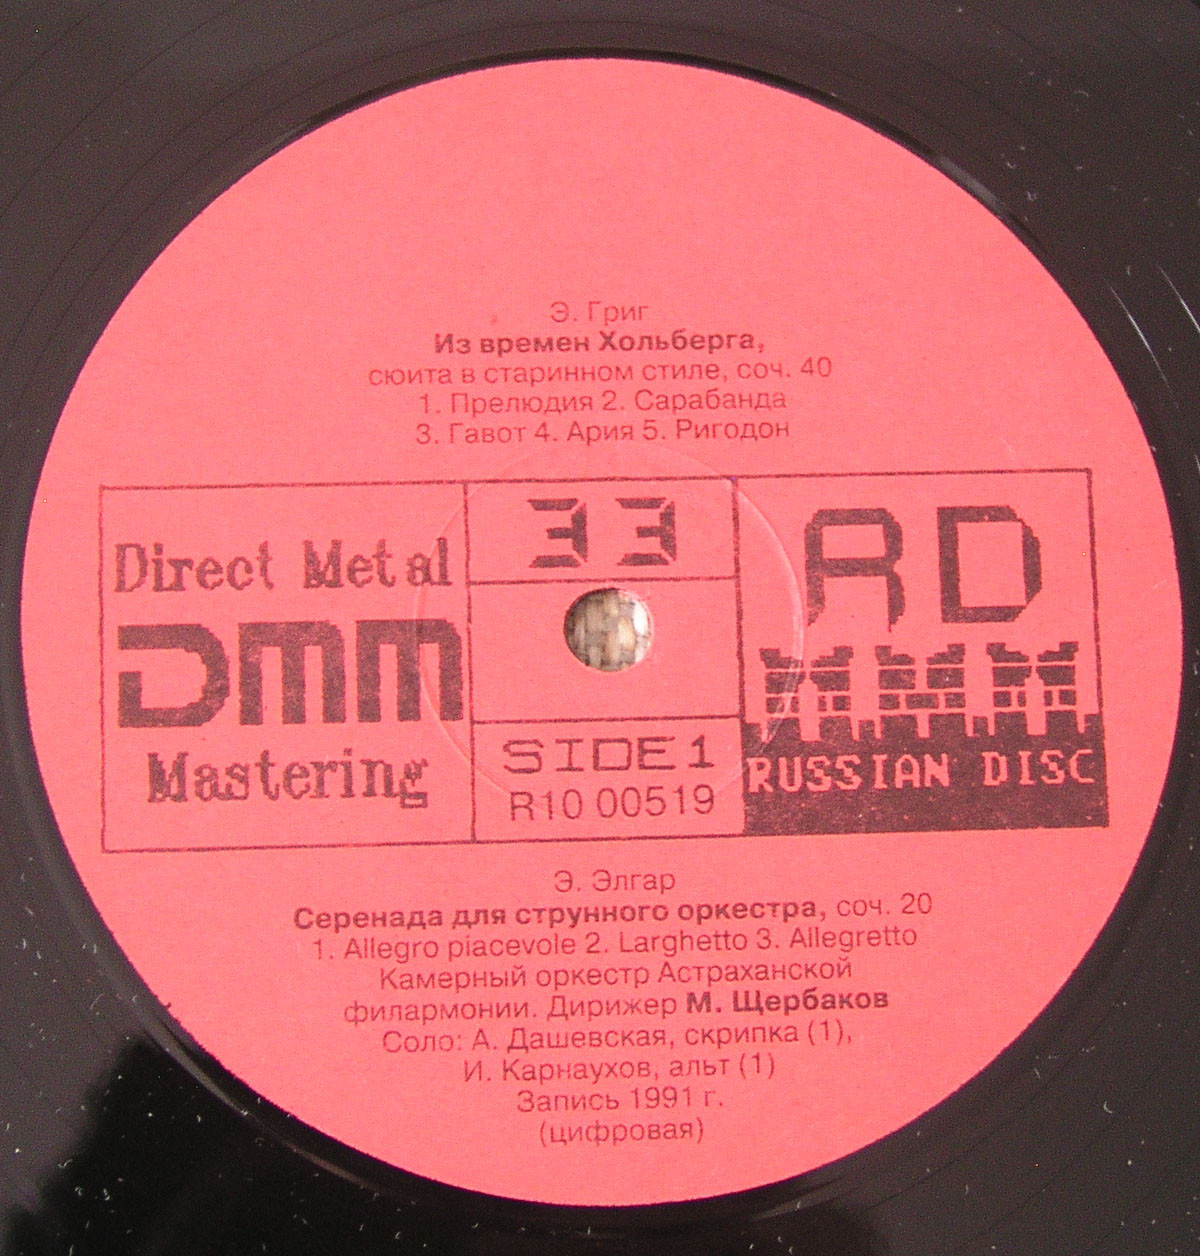 Э. Григ
Из времен Хольберга,
сюита в старинном стиле, соч. 40
1. Прелюдия 2. Сарабанда
3. Гавот 4. Ария 5. Ригодон
Direct Metal
DMM
Mastering
33
SIDE 1
R10 00519
RD
RUSSIAN DISC
Э. Элгар
Серенада для струнного оркестра, соч. 20
1. Allegro piacevole 2. Larghetto 3. Allegretto
Камерный оркестр Астраханской
филармонии. Дирижер М. Щербаков
Соло: А. Дашевская, скрипка (1),
И. Карнаухов, альт (1)
Запись 1991 г.
(цифровая)